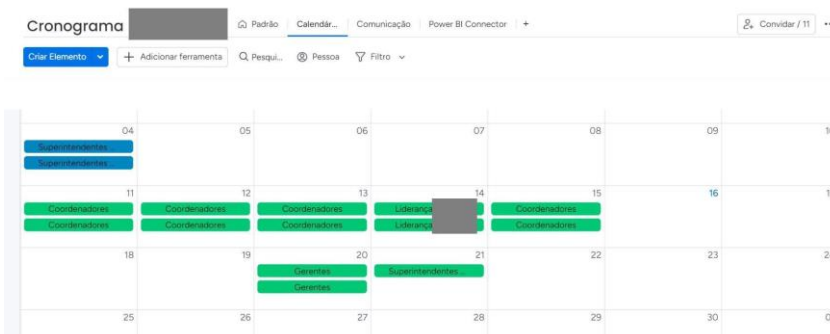 Cronograma
Padrão Calendár... Comunicação Power BI Connector +
Convidar / 11
Criar Elemento + Adicionar ferramenta Pesqui... Pessoa Filtro
04 05 06 07 08 09
Superintendentes ...
Superintendentes ...
11 12 13 14 15 16
Coordenadores Coordenadores Coordenadores Liderança Coordenadores
Coordenadores Coordenadores Coordenadores Liderança Coordenadores
18 19 20 21 22 23
Gerentes Superintendentes ...
Gerentes
25 26 27 28 29 30